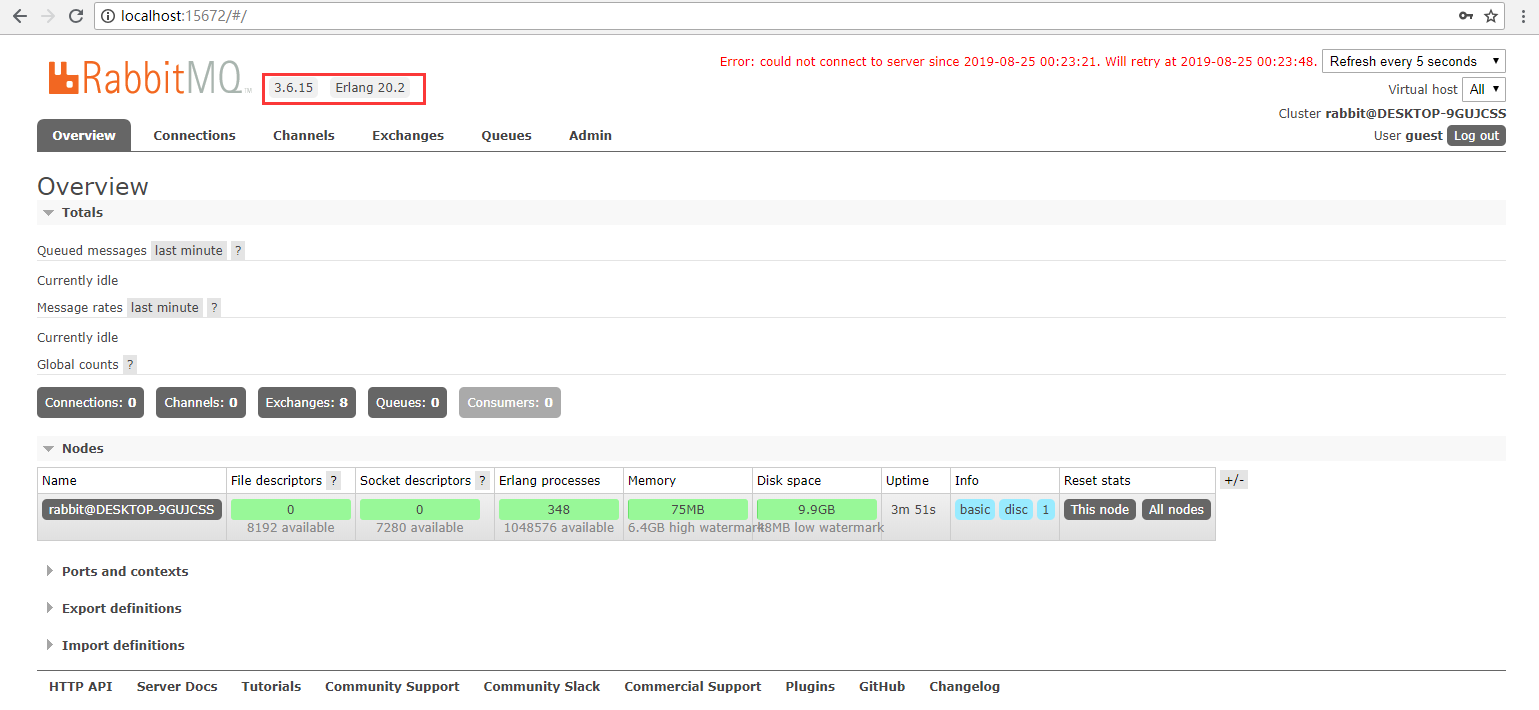 localhost:15672/#/
RabbitMQ TM 3.6.15 Erlang 20.2
Error: could not connect to server since 2019-08-25 00:23:21. Will retry at 2019-08-25 00:23:48. Refresh every 5 seconds
Virtual host All
Cluster rabbit@DESKTOP-9GUJCSS
User guest Log out
Overview Connections Channels Exchanges Queues Admin
Overview
Totals
Queued messages last minute ?
Currently idle
Message rates last minute ?
Currently idle
Global counts ?
Connections: 0 Channels: 0 Exchanges: 8 Queues: 0 Consumers: 0
Nodes
Name File descriptors ? Socket descriptors ? Erlang processes Memory Disk space Uptime Info Reset stats +/-
rabbit@DESKTOP-9GUJCSS 0 0 348 75MB 9.9GB 3m 51s basic disc 1 This node All nodes
8192 available 7280 available 1048576 available 6.4GB high watermark 48MB low watermark
Ports and contexts
Export definitions
Import definitions
HTTP API Server Docs Tutorials Community Support Community Slack Commercial Support Plugins GitHub Changelog